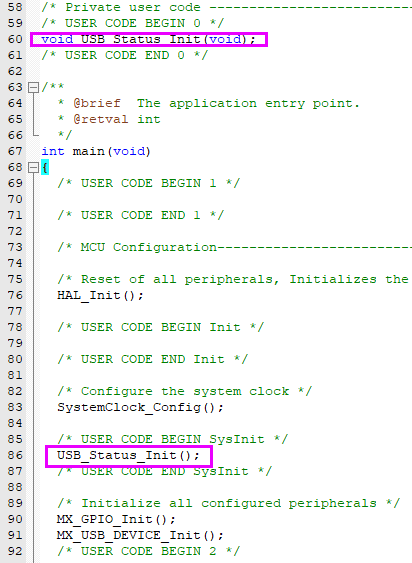 58 /* Private user code ---------------------------
59 /* USER CODE BEGIN 0 */
60 void USB_Status_Init(void);
61 /* USER CODE END 0 */
62
63 /**
64 * @brief The application entry point.
65 * @retval int
66 */
67 int main(void)
68 {
69 /* USER CODE BEGIN 1 */
70
71 /* USER CODE END 1 */
72
73 /* MCU Configuration-------------------------
74
75 /* Reset of all peripherals, Initializes the
76 HAL_Init();
77
78 /* USER CODE BEGIN Init */
79
80 /* USER CODE END Init */
81
82 /* Configure the system clock */
83 SystemClock_Config();
84
85 /* USER CODE BEGIN SysInit */
86 USB_Status_Init();
87 /* USER CODE END SysInit */
88
89 /* Initialize all configured peripherals */
90 MX_GPIO_Init();
91 MX_USB_DEVICE_Init();
92 /* USER CODE BEGIN 2 */